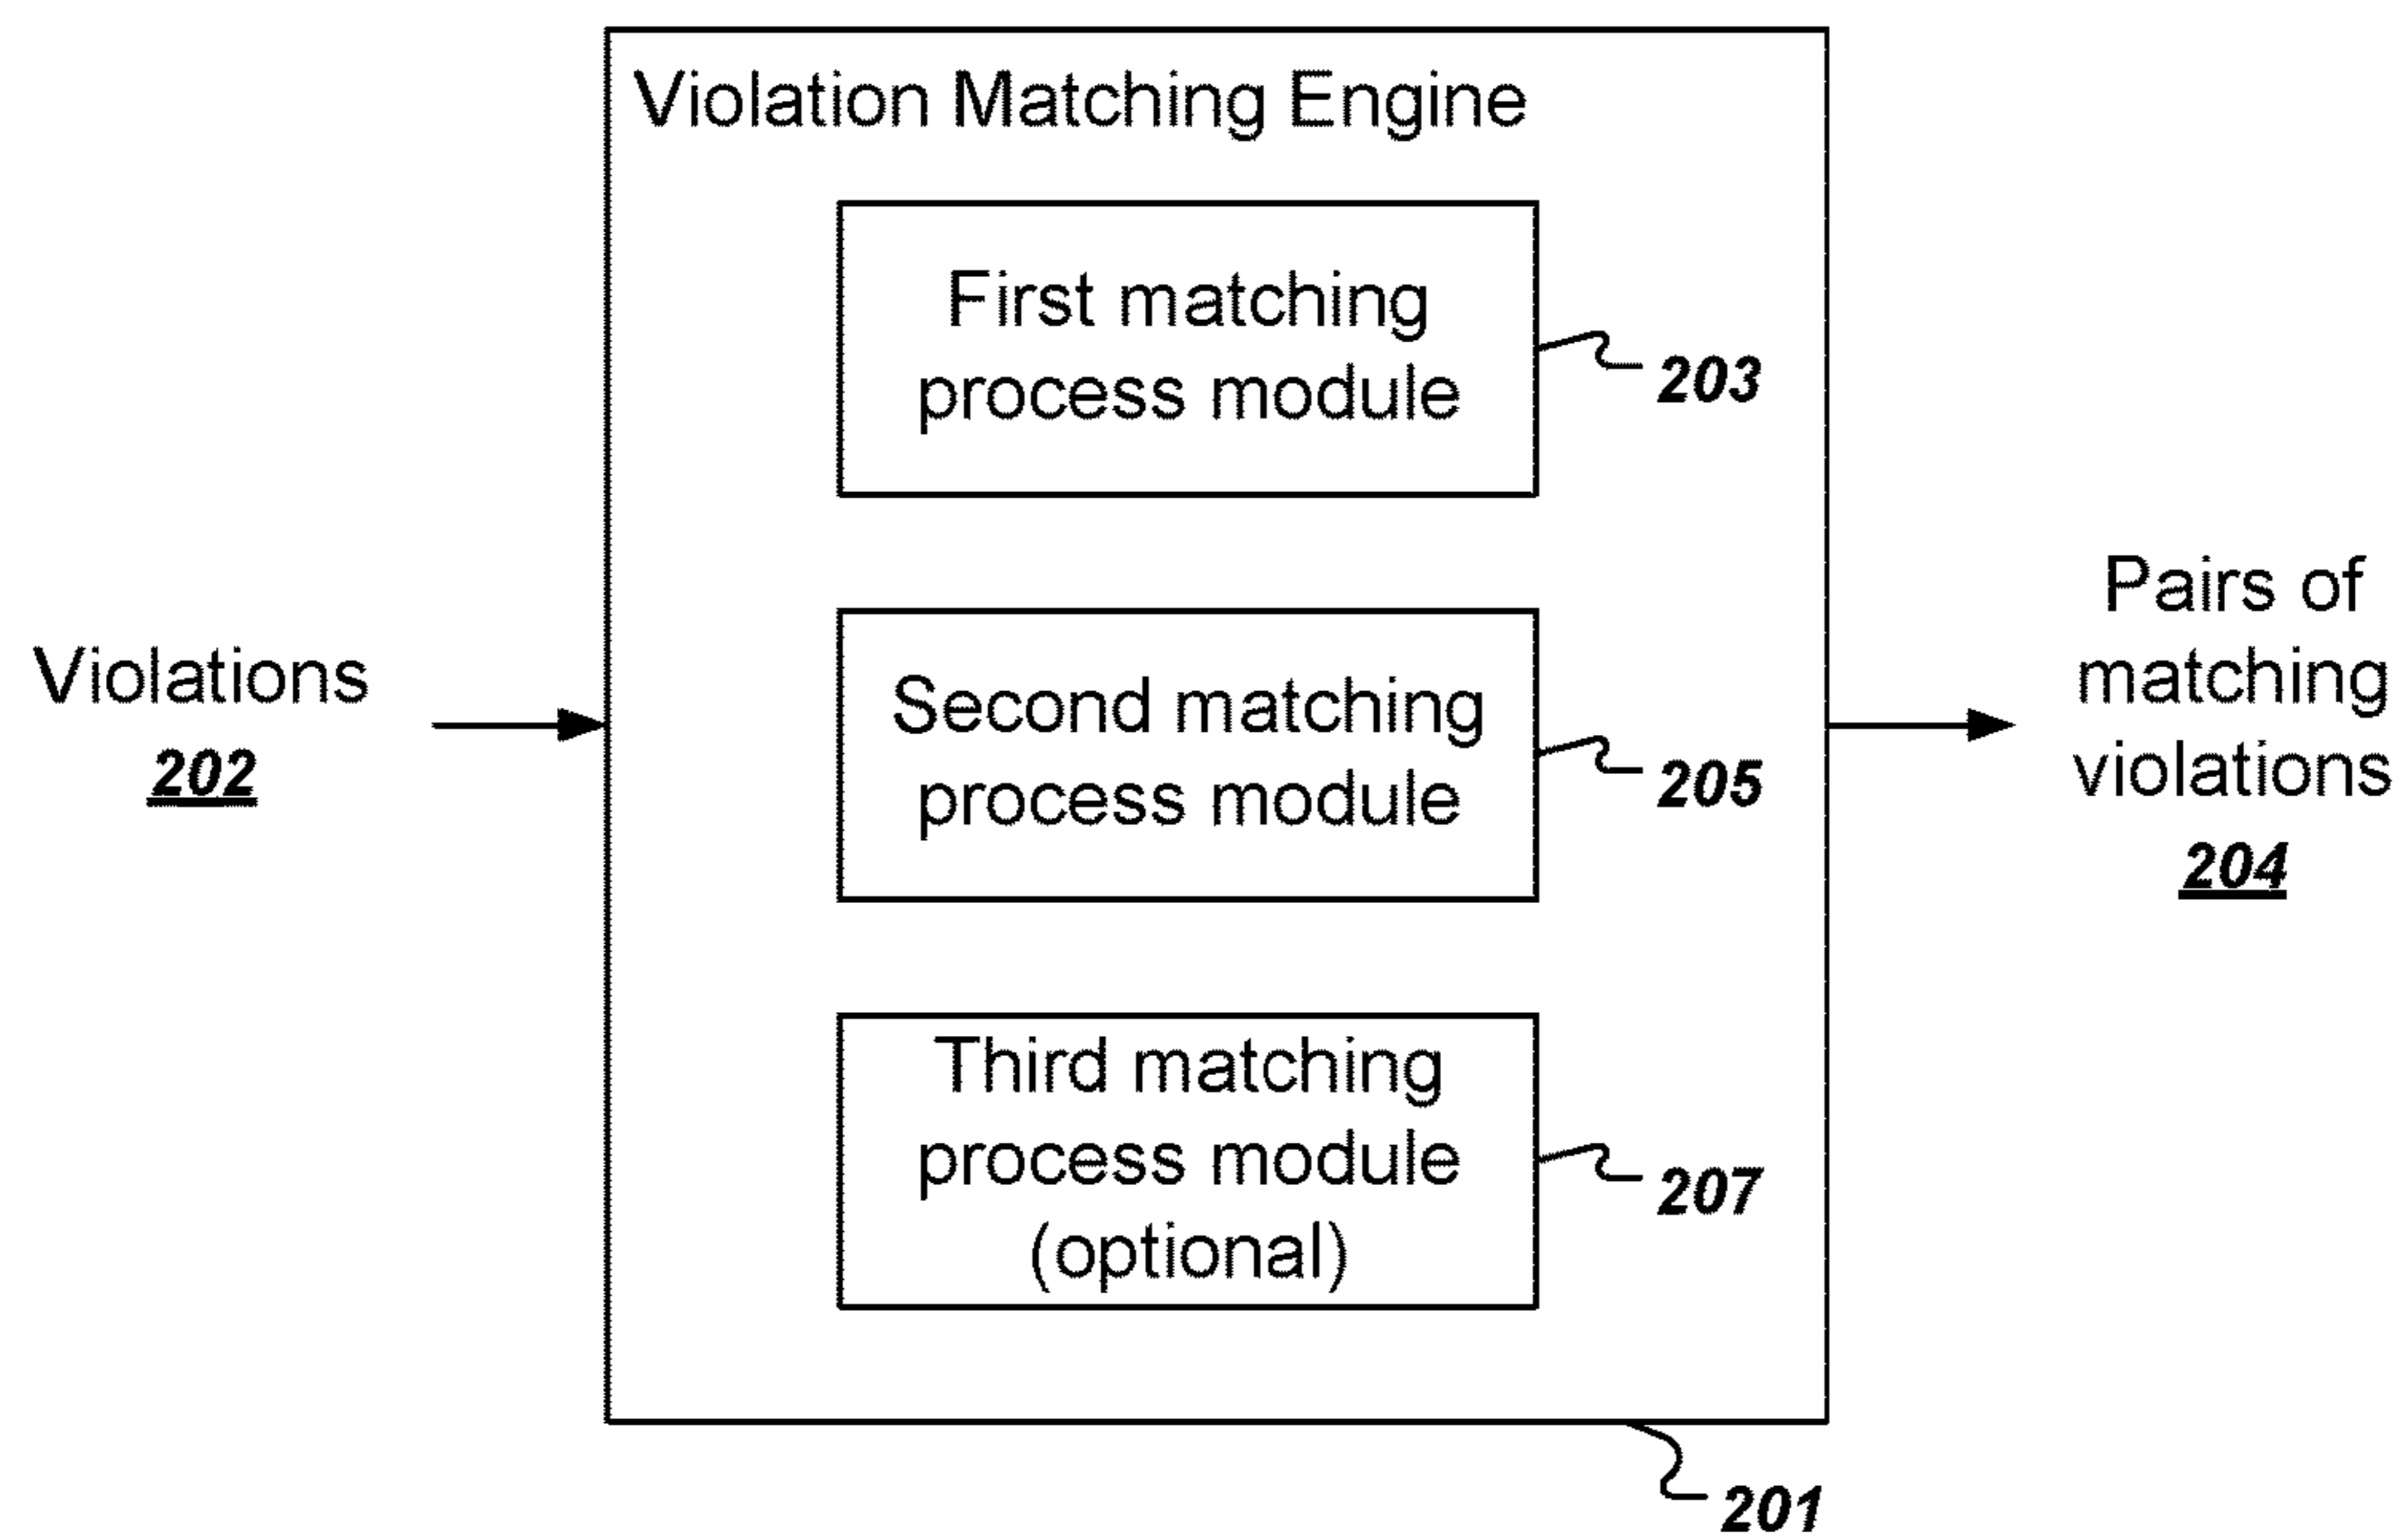 Violation Matching Engine
First matching
process module
203
Violations
202
Second matching
process module
205
Third matching
process module
(optional)
207
Pairs of
matching
violations
204
201